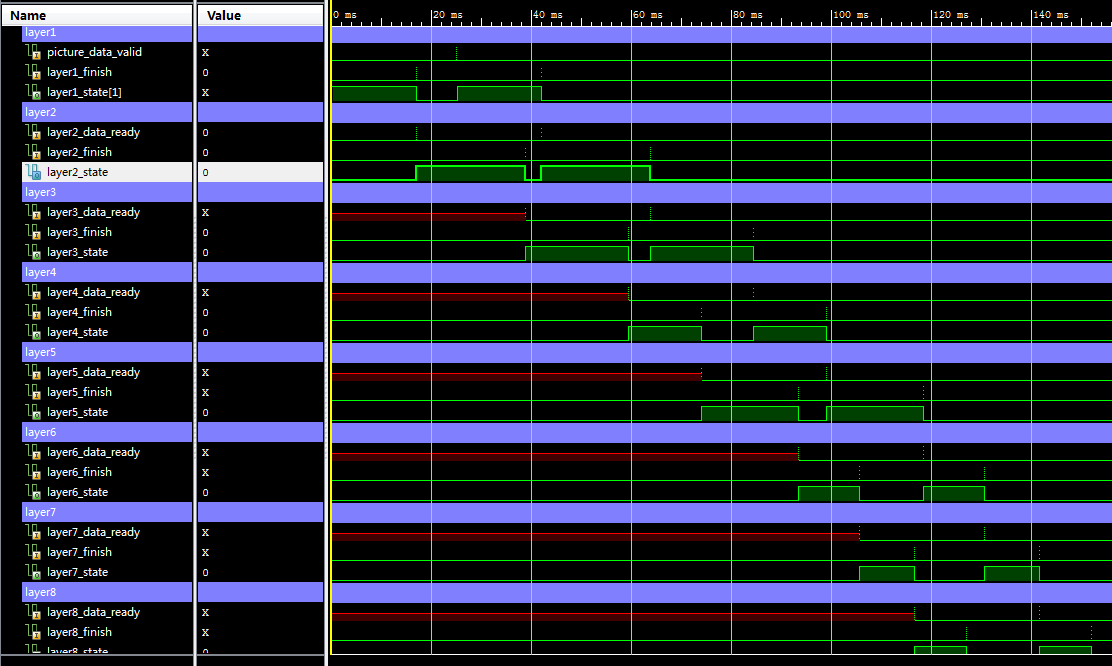 Name Value 0 ms 20 ms 40 ms 60 ms 80 ms 100 ms 120 ms 140 ms
layer1
picture_data_valid X
layer1_finish 0
layer1_state[1] X
layer2
layer2_data_ready 0
layer2_finish 0
layer2_state 0
layer3
layer3_data_ready X
layer3_finish 0
layer3_state 0
layer4
layer4_data_ready X
layer4_finish 0
layer4_state 0
layer5
layer5_data_ready X
layer5_finish X
layer5_state 0
layer6
layer6_data_ready X
layer6_finish X
layer6_state 0
layer7
layer7_data_ready X
layer7_finish X
layer7_state 0
layer8
layer8_data_ready X
layer8_finish X
layer8_state 0